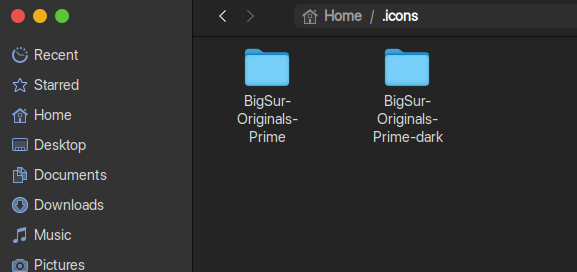 Home / .icons
Recent
Starred
Home
Desktop
Documents
Downloads
Music
Pictures
BigSur-
Originals-
Prime
BigSur-
Originals-
Prime-dark